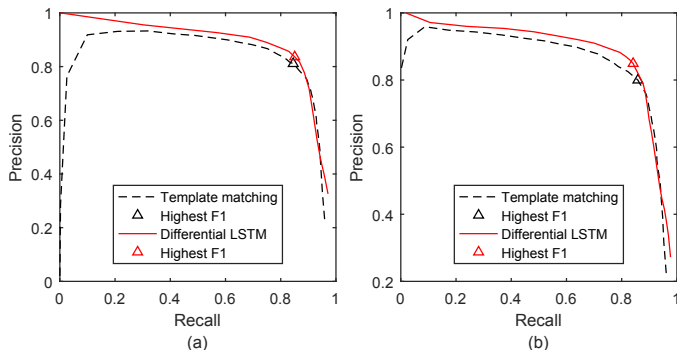 1
0.8
0.6
0.4
0.2
0
Precision
0 0.2 0.4 0.6 0.8 1
Recall
(a)
Template matching
Highest F1
Differential LSTM
Highest F1
1
0.8
0.6
0.4
0.2
Precision
0 0.2 0.4 0.6 0.8 1
Recall
(b)
Template matching
Highest F1
Differential LSTM
Highest F1